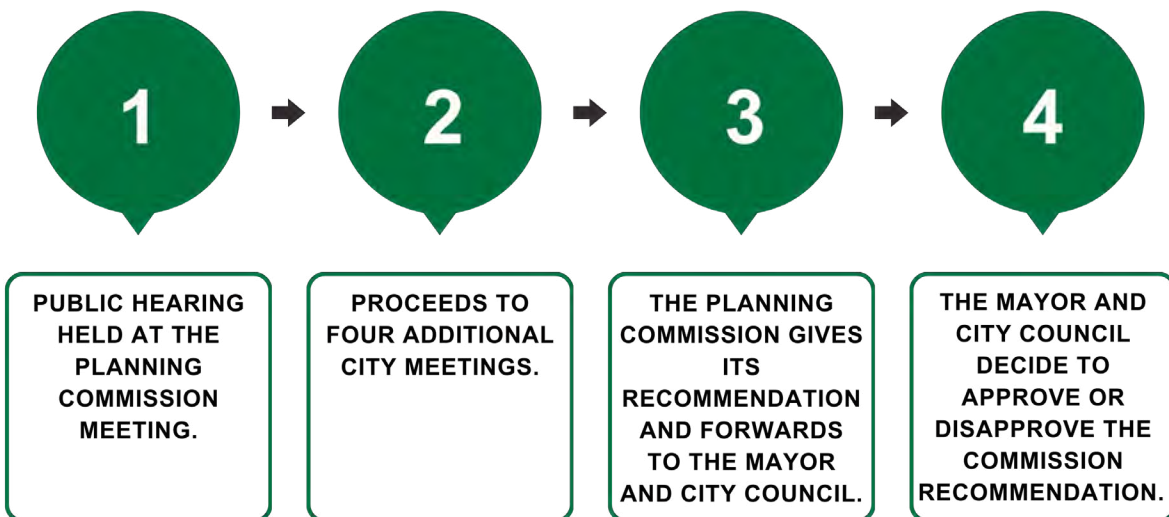 1
2
3
4
PUBLIC HEARING
HELD AT THE
PLANNING
COMMISSION
MEETING.
PROCEEDS TO
FOUR ADDITIONAL
CITY MEETINGS.
THE PLANNING
COMMISSION GIVES
ITS
RECOMMENDATION
AND FORWARDS
TO THE MAYOR
AND CITY COUNCIL.
THE MAYOR AND
CITY COUNCIL
DECIDE TO
APPROVE OR
DISAPPROVE THE
COMMISSION
RECOMMENDATION.